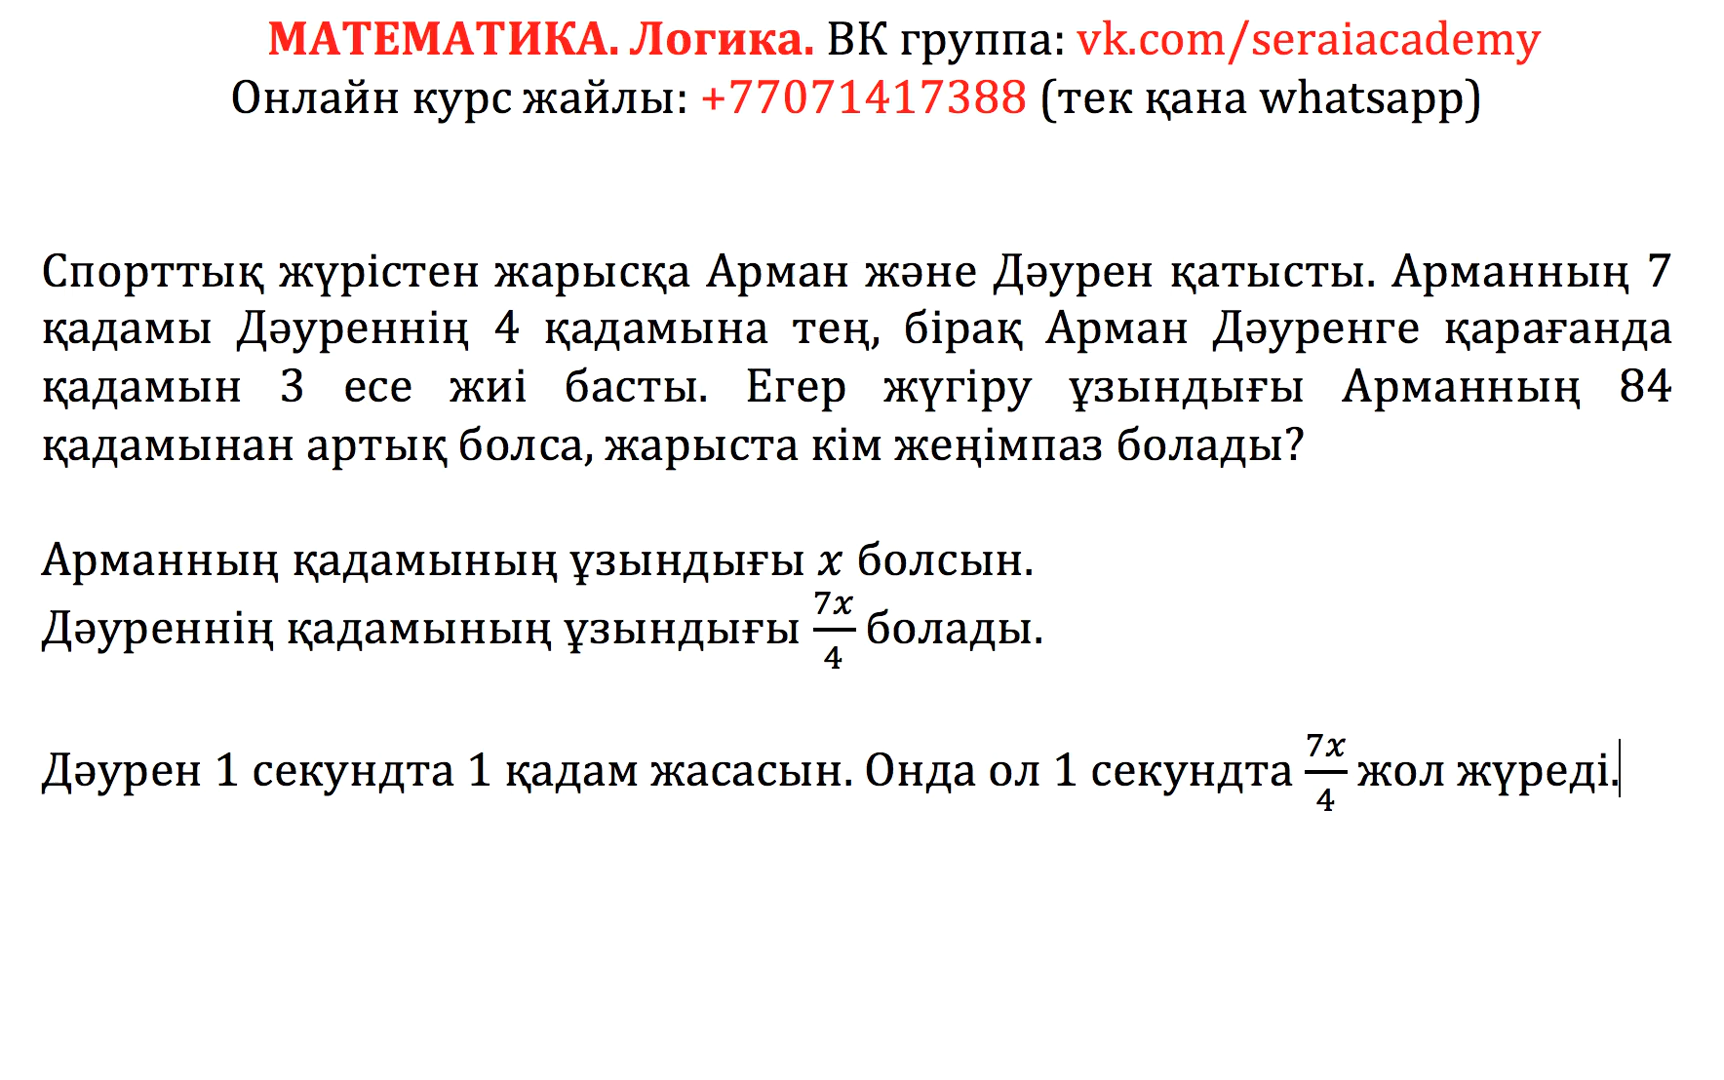 МАТЕМАТИКА. Логика. ВК группа: vk.com/seraiacademy
Онлайн курс жайлы: +77071417388 (тек қана whatsapp)
Спорттық жүрістен жарысқа Арман және Дәурен қатысты. Арманның 7
қадамы Дәуреннің 4 қадамына тең, бірақ Арман Дәуренге қарағанда
қадамын 3 есе жиі басты. Егер жүгіру ұзындығы Арманның 84
қадамынан артық болса, жарыста кім жеңімпаз болады?
Арманның қадамының ұзындығы x болсын.
Дәуреннің қадамының ұзындығы 7x/4 болады.
Дәурен 1 секундта 1 қадам жасасын. Онда ол 1 секундта 7x/4 жол жүреді.